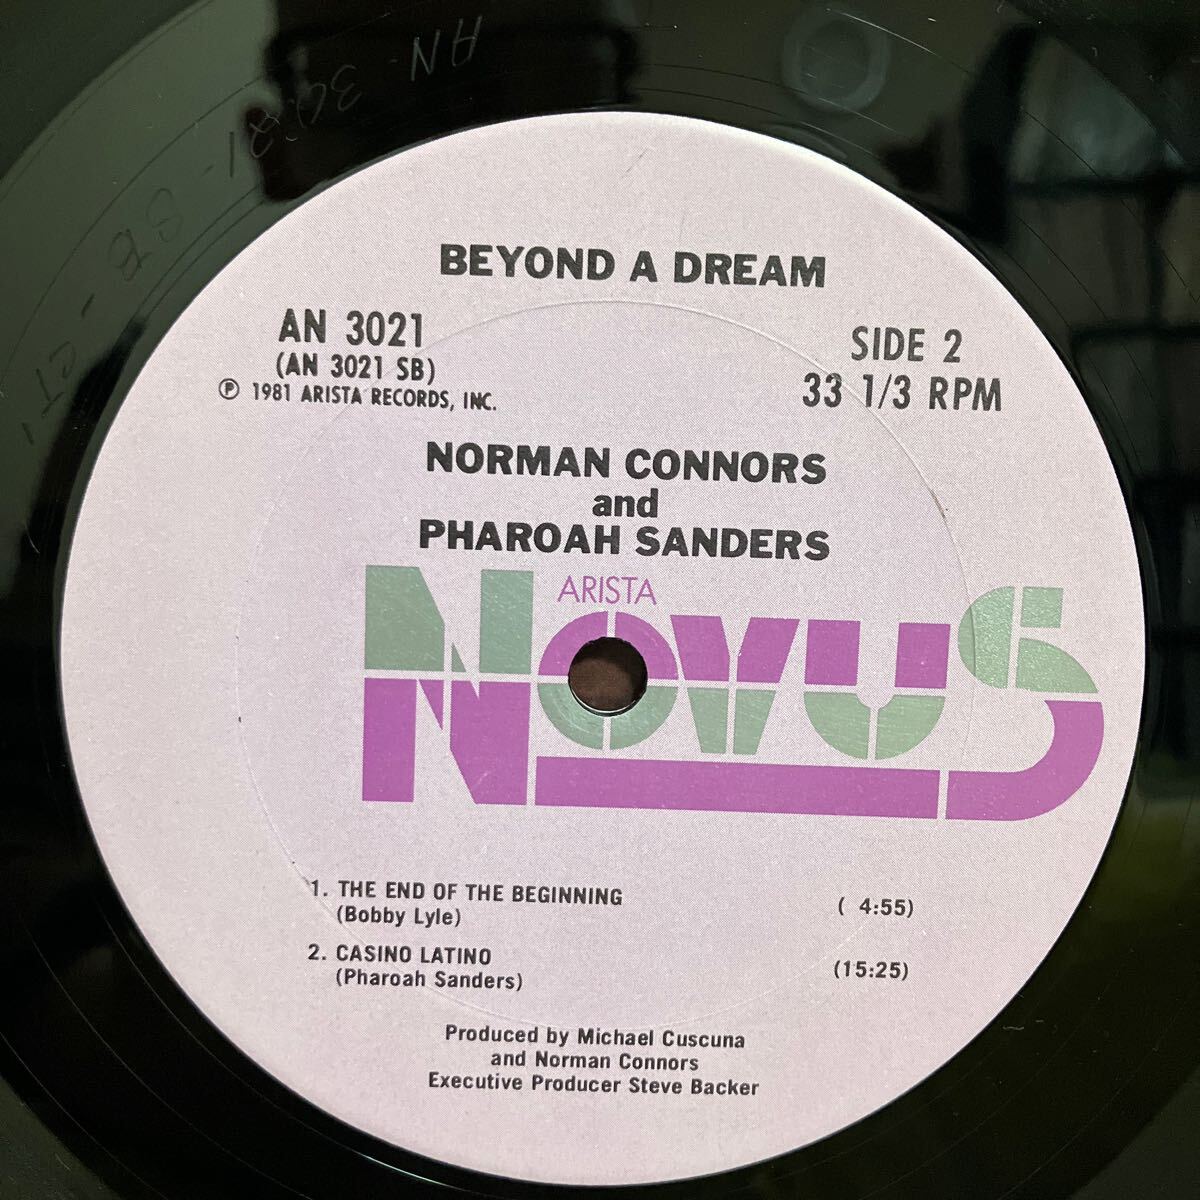 BEYOND A DREAM
AN 3021
(AN 3021 SB)
℗ 1981 ARISTA RECORDS, INC.
SIDE 2
33 1/3 RPM
NORMAN CONNORS
and
PHAROAH SANDERS
ARISTA
NOVUS
1. THE END OF THE BEGINNING ( 4:55)
(Bobby Lyle)
2. CASINO LATINO (15:25)
(Pharoah Sanders)
Produced by Michael Cuscuna
and Norman Connors
Executive Producer Steve Backer